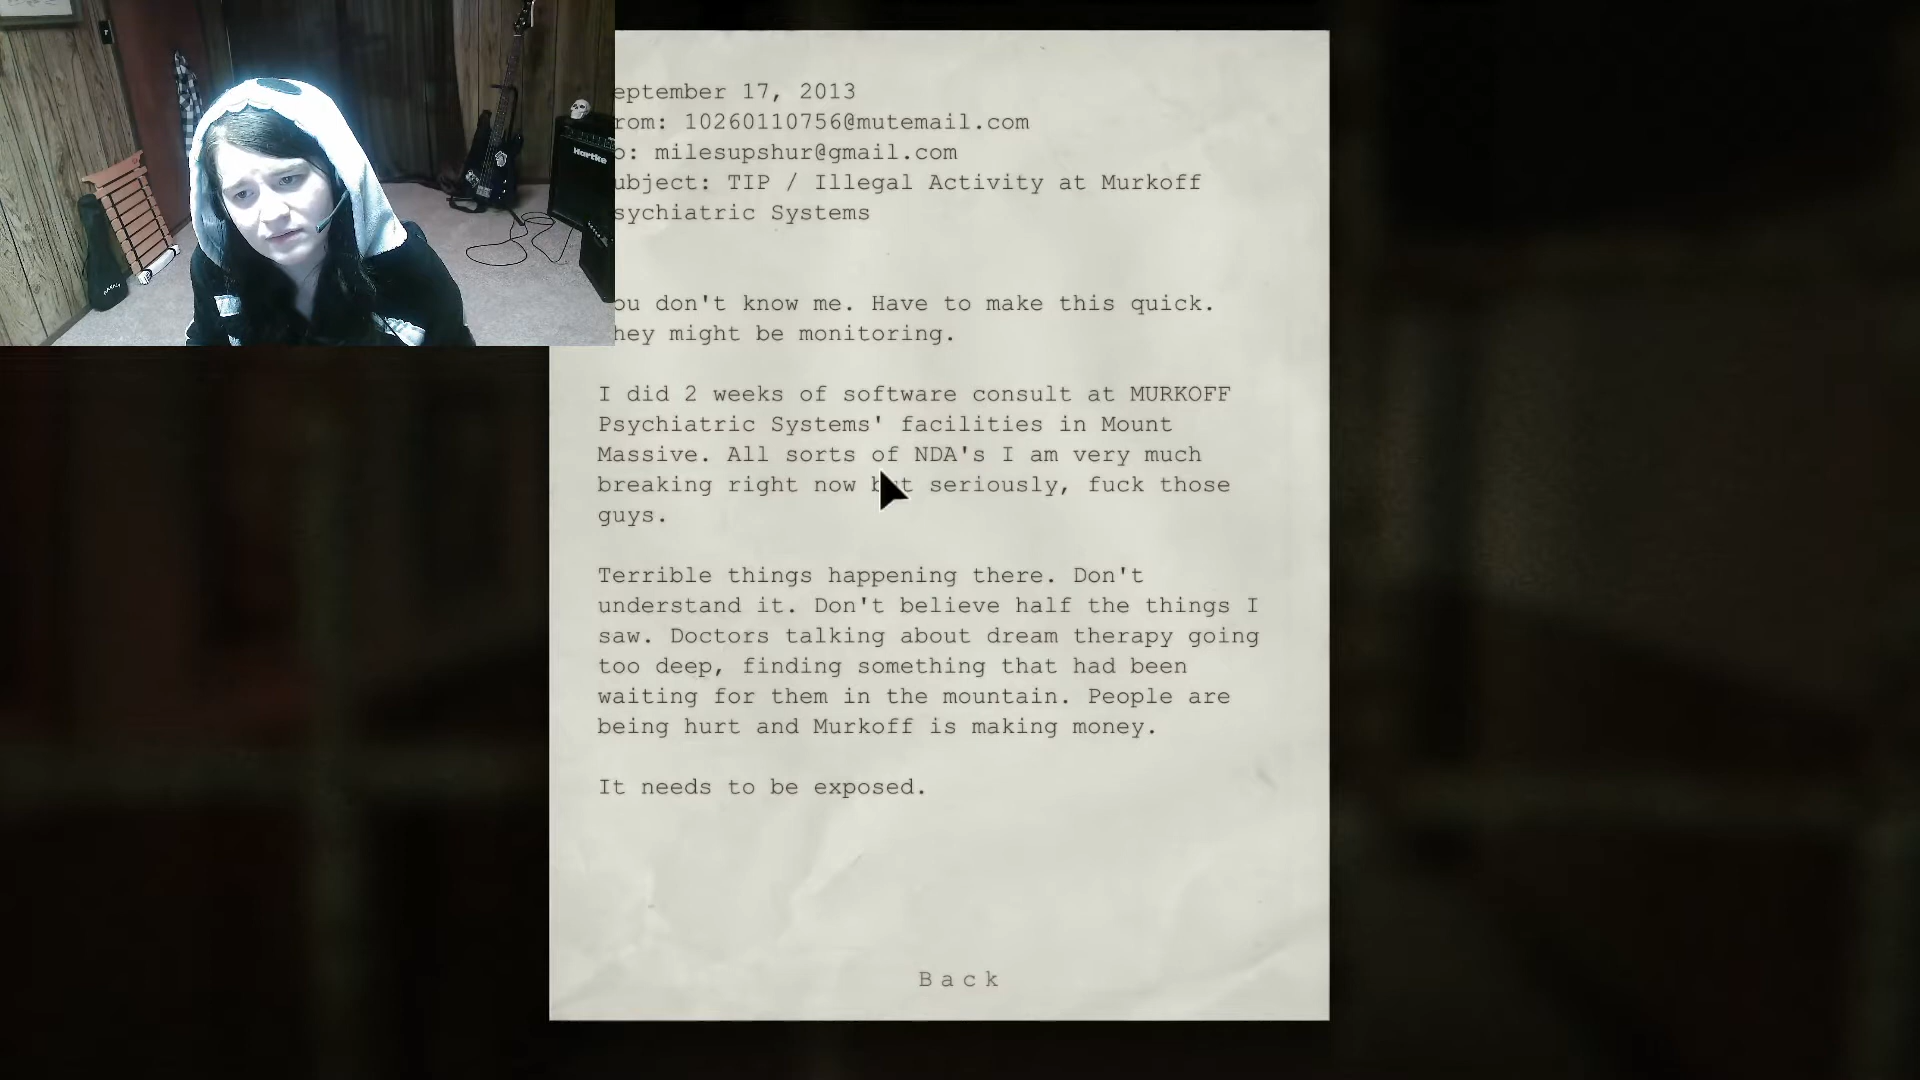 eptember 17, 2013
rom: 10260110756@mutemail.com
o: milesupshur@gmail.com
ubject: TIP / Illegal Activity at Murkoff
sychiatric Systems
ou don't know me. Have to make this quick.
hey might be monitoring.
I did 2 weeks of software consult at MURKOFF
Psychiatric Systems' facilities in Mount
Massive. All sorts of NDA's I am very much
breaking right now but seriously, fuck those
guys.
Terrible things happening there. Don't
understand it. Don't believe half the things I
saw. Doctors talking about dream therapy going
too deep, finding something that had been
waiting for them in the mountain. People are
being hurt and Murkoff is making money.
It needs to be exposed.
Back
Hartke